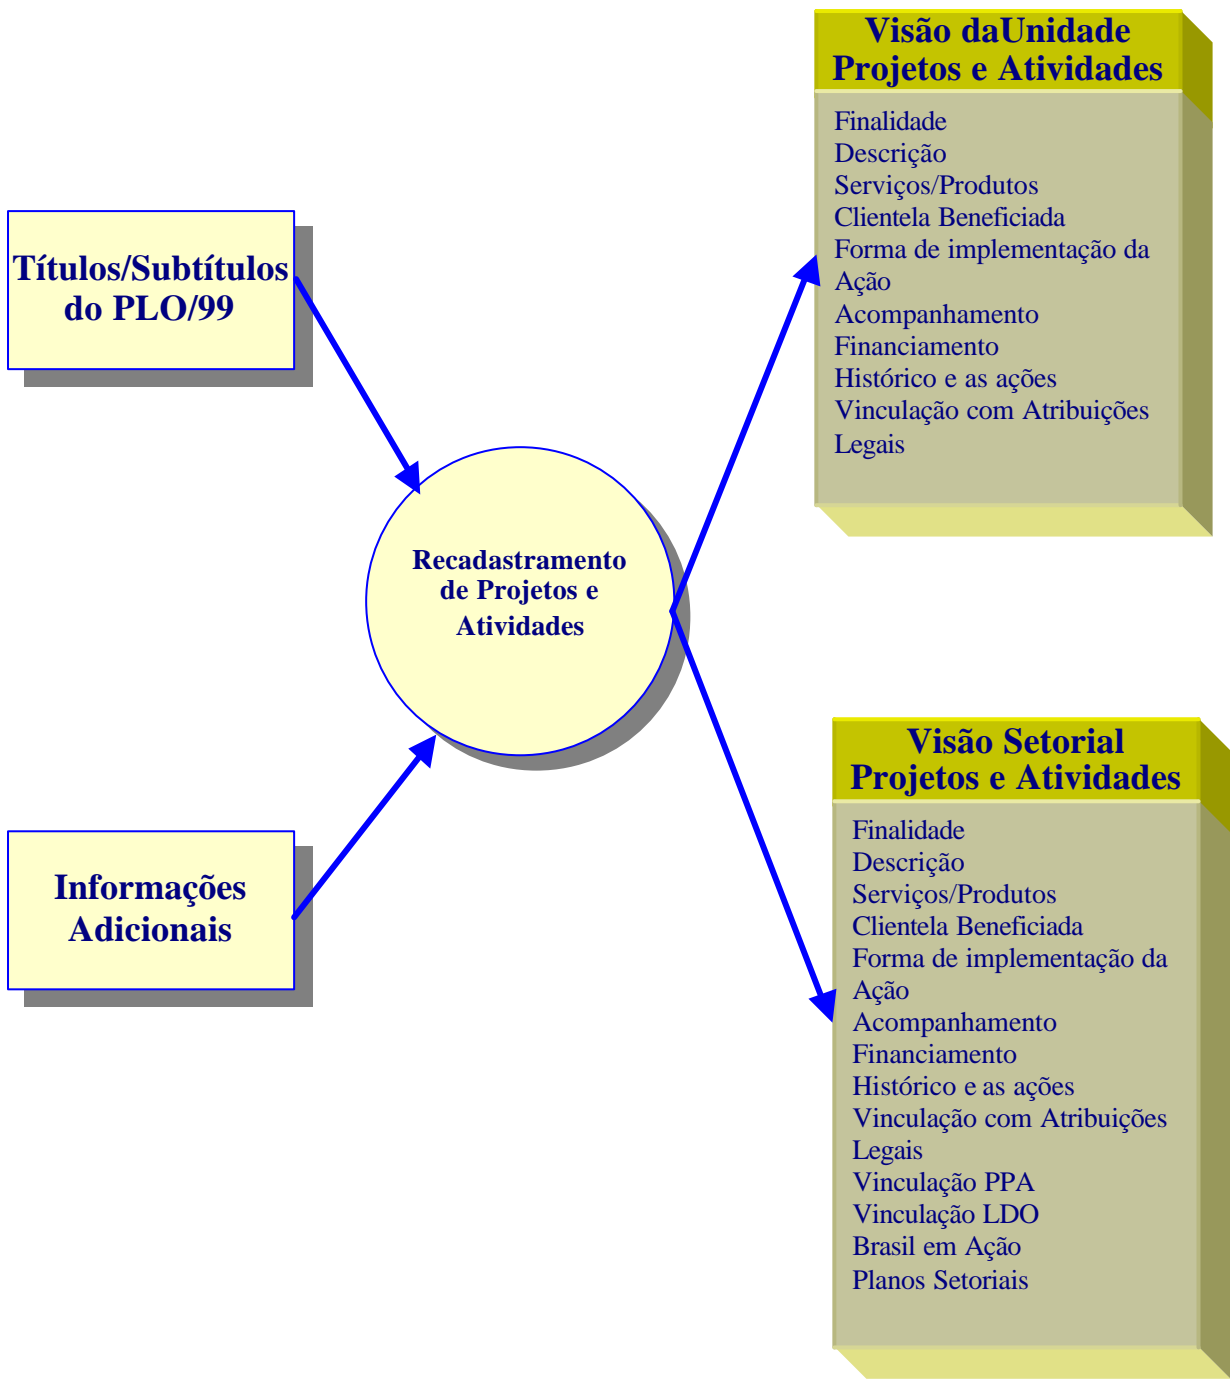 Visão daUnidade
Projetos e Atividades
Finalidade
Descrição
Serviços/Produtos
Clientela Beneficiada
Forma de implementação da
Ação
Acompanhamento
Financiamento
Histórico e as ações
Vinculação com Atribuições
Legais
Títulos/Subtítulos
do PLO/99
Recadastramento
de Projetos e
Atividades
Informações
Adicionais
Visão Setorial
Projetos e Atividades
Finalidade
Descrição
Serviços/Produtos
Clientela Beneficiada
Forma de implementação da
Ação
Acompanhamento
Financiamento
Histórico e as ações
Vinculação com Atribuições
Legais
Vinculação PPA
Vinculação LDO
Brasil em Ação
Planos Setoriais